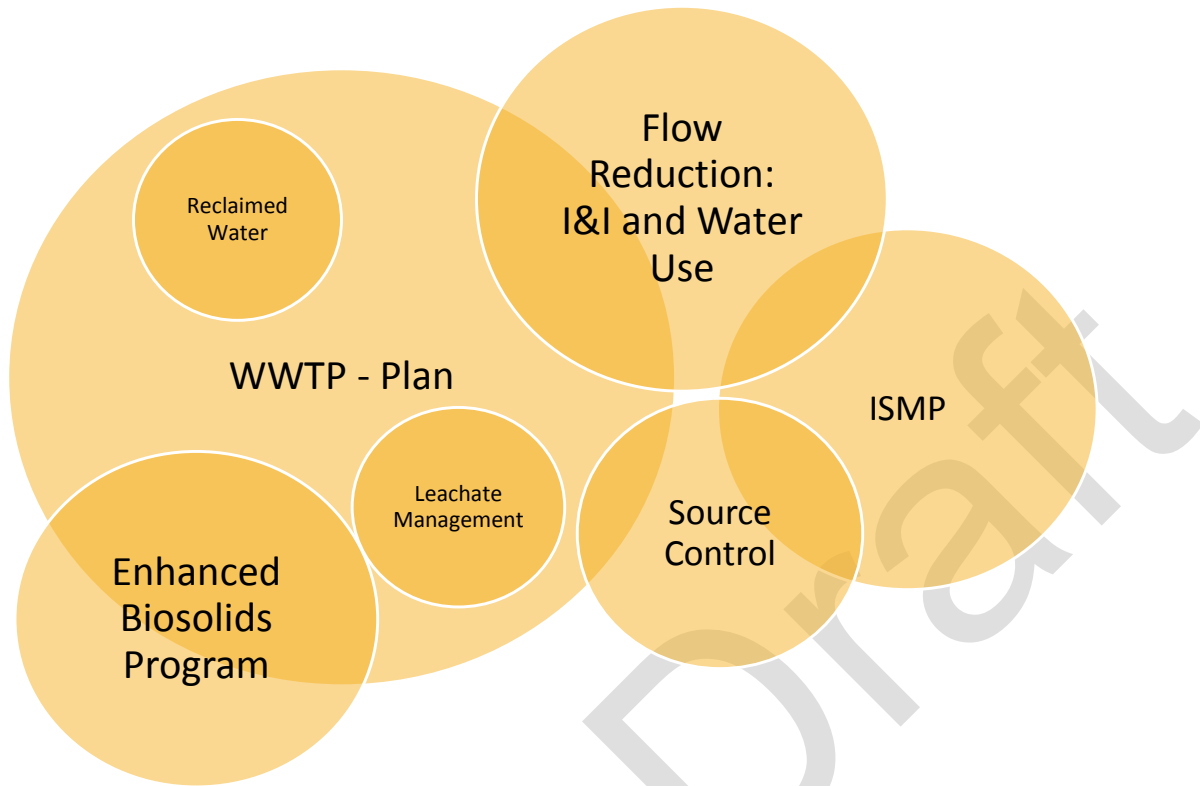 Flow
Reduction:
I&I and Water
Use
Reclaimed
Water
WWTP - Plan
ISMP
Leachate
Management
Source
Control
Enhanced
Biosolids
Program
Draft